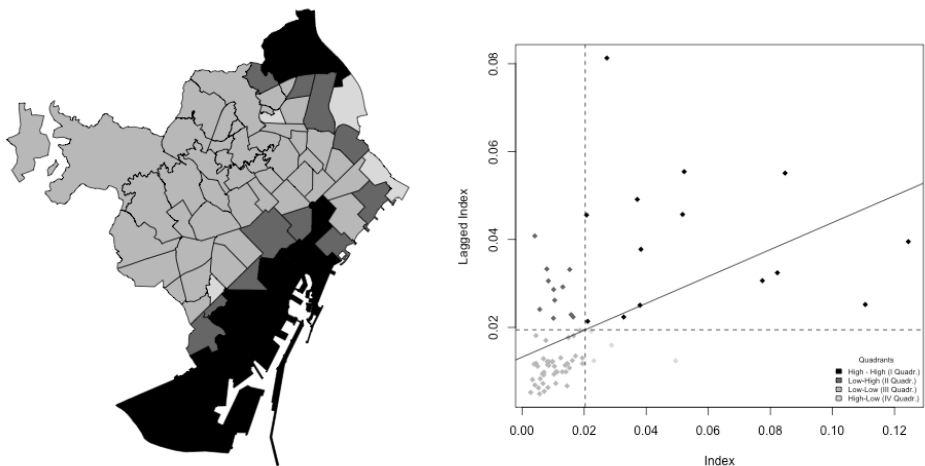 0.08
0.06
0.04
0.02
Lagged Index
0.00 0.02 0.04 0.06 0.08 0.10 0.12
Index
Quadrants
High - High (I Quadr.)
Low-High (II Quadr.)
Low-Low (III Quadr.)
High-Low (IV Quadr.)